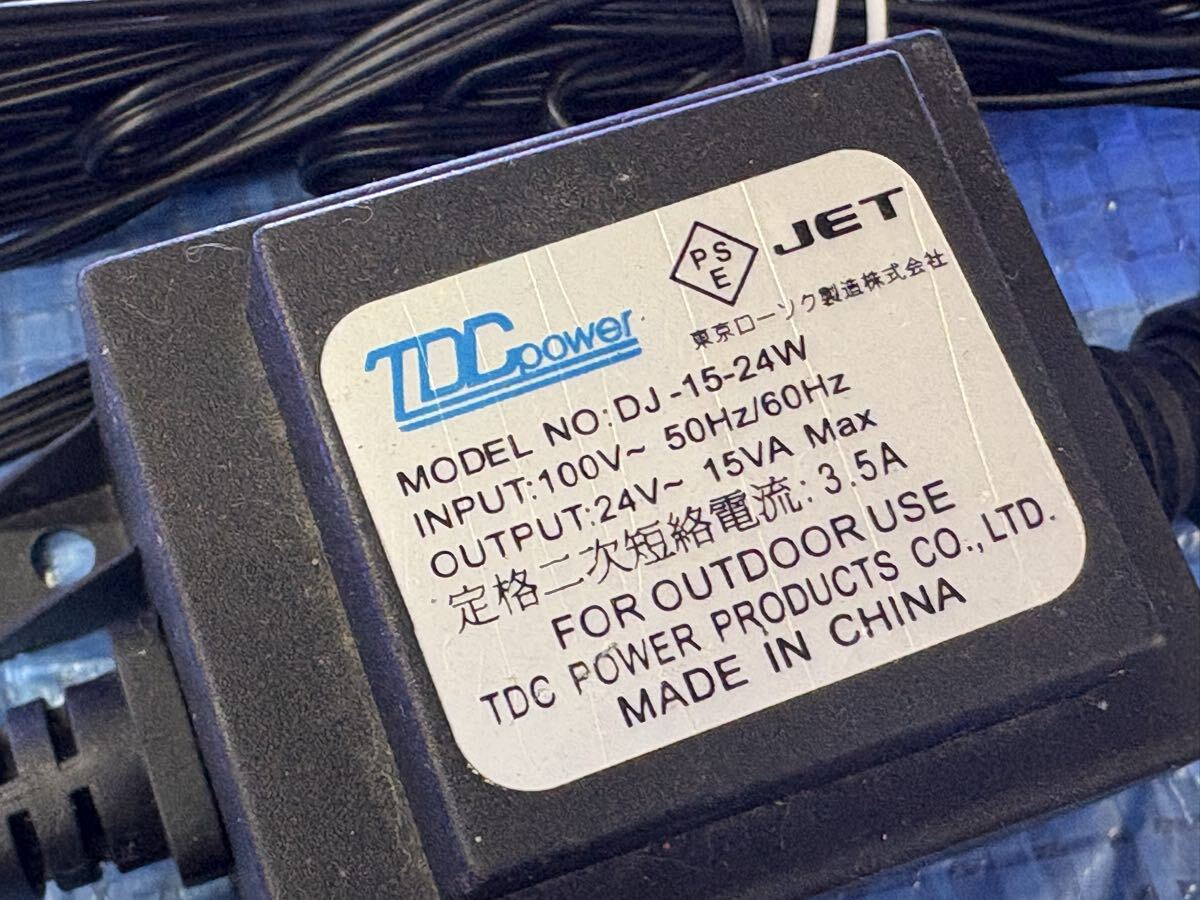 PSE JET
東京ローソク製造株式会社
TDC power
MODEL NO:DJ-15-24W
INPUT:100V~ 50Hz/60Hz
OUTPUT:24V~ 15VA Max
定格二次短絡電流:3.5A
FOR OUTDOOR USE
TDC POWER PRODUCTS CO.,LTD.
MADE IN CHINA